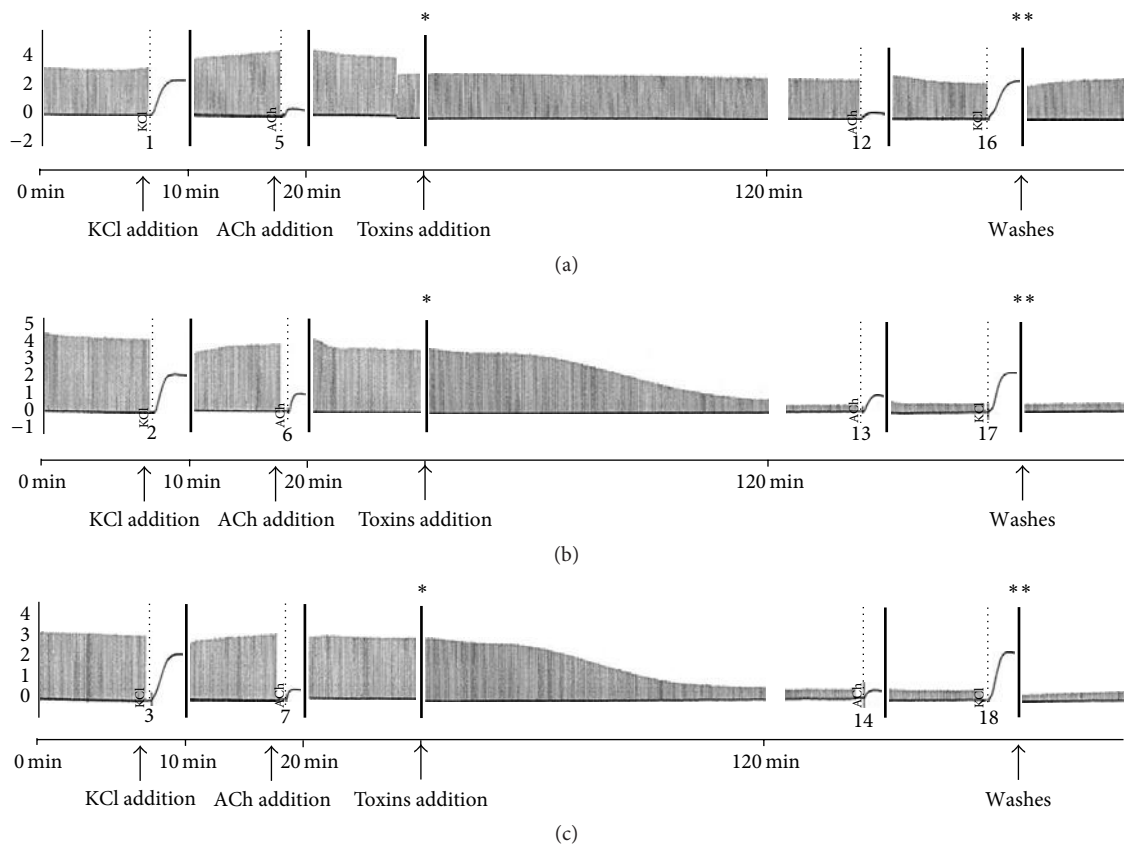 * **
4
2
0
−2
KCl ACh ACh KCl
1 5 12 16
0 min 10 min 20 min 120 min
KCl addition ACh addition Toxins addition Washes
(a)
* **
5
4
3
2
1
0
−1
KCl ACh ACh KCl
2 6 13 17
0 min 10 min 20 min 120 min
KCl addition ACh addition Toxins addition Washes
(b)
* **
4
3
2
1
0
KCl ACh ACh KCl
3 7 14 18
0 min 10 min 20 min 120 min
KCl addition ACh addition Toxins addition Washes
(c)